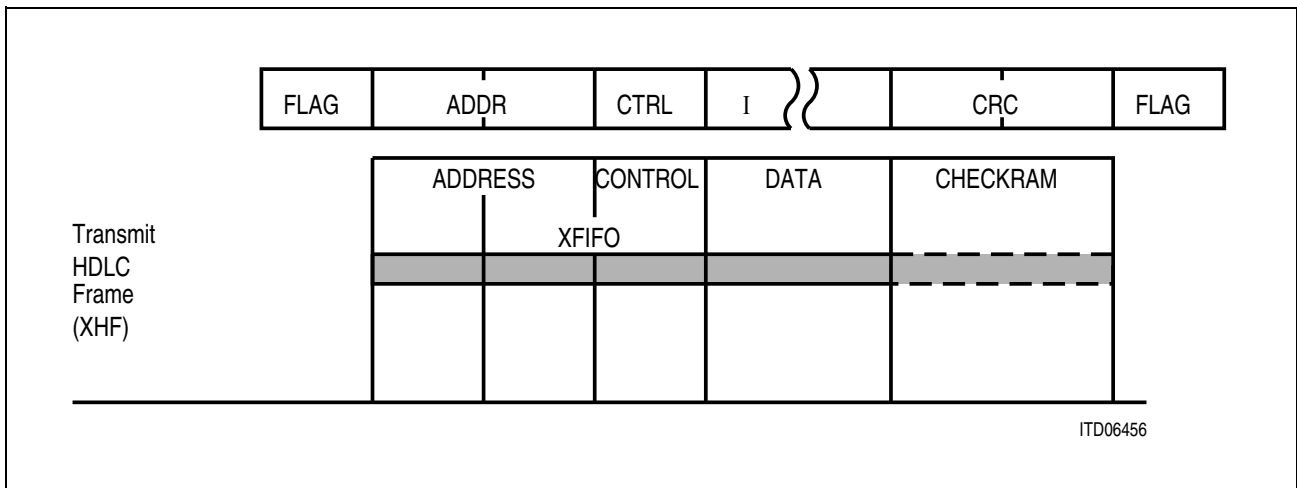 FLAG ADDR CTRL I CRC FLAG
ADDRESS CONTROL DATA CHECKRAM
XFIFO
Transmit
HDLC
Frame
(XHF)
ITD06456